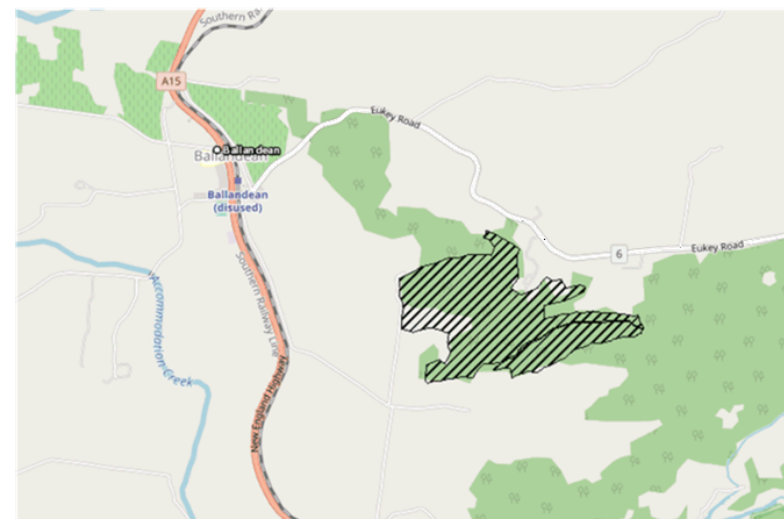 Southern Ra
A15
Eukey Road
Ballandean
Ballandean
Ballandean
(disused)
6
Eukey Road
Southern Railway Line
Accommodation Creek
New England Highway